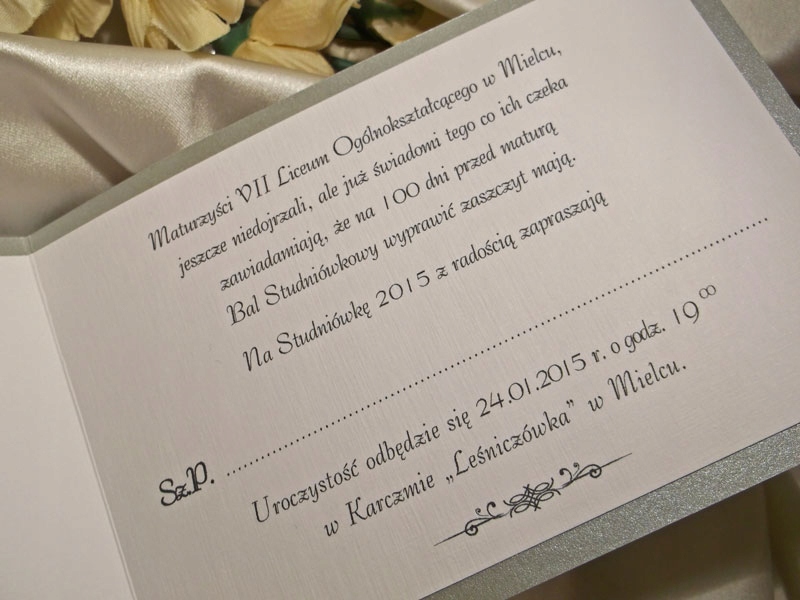 Maturzyści VII Liceum Ogólnokształcącego w Mielcu,
jeszcze niedojrzali, ale już świadomi tego co ich czeka
zawiadamiają, że na 100 dni przed maturą
Bal Studniówkowy wyprawić zaszczyt mają.
Na Studniówkę 2015 z radością zapraszają
Sz.P. ........................................................................
Uroczystość odbędzie się 24.01.2015 r. o godz. 19⁰⁰
w Karczmie „Leśniczówka” w Mielcu.